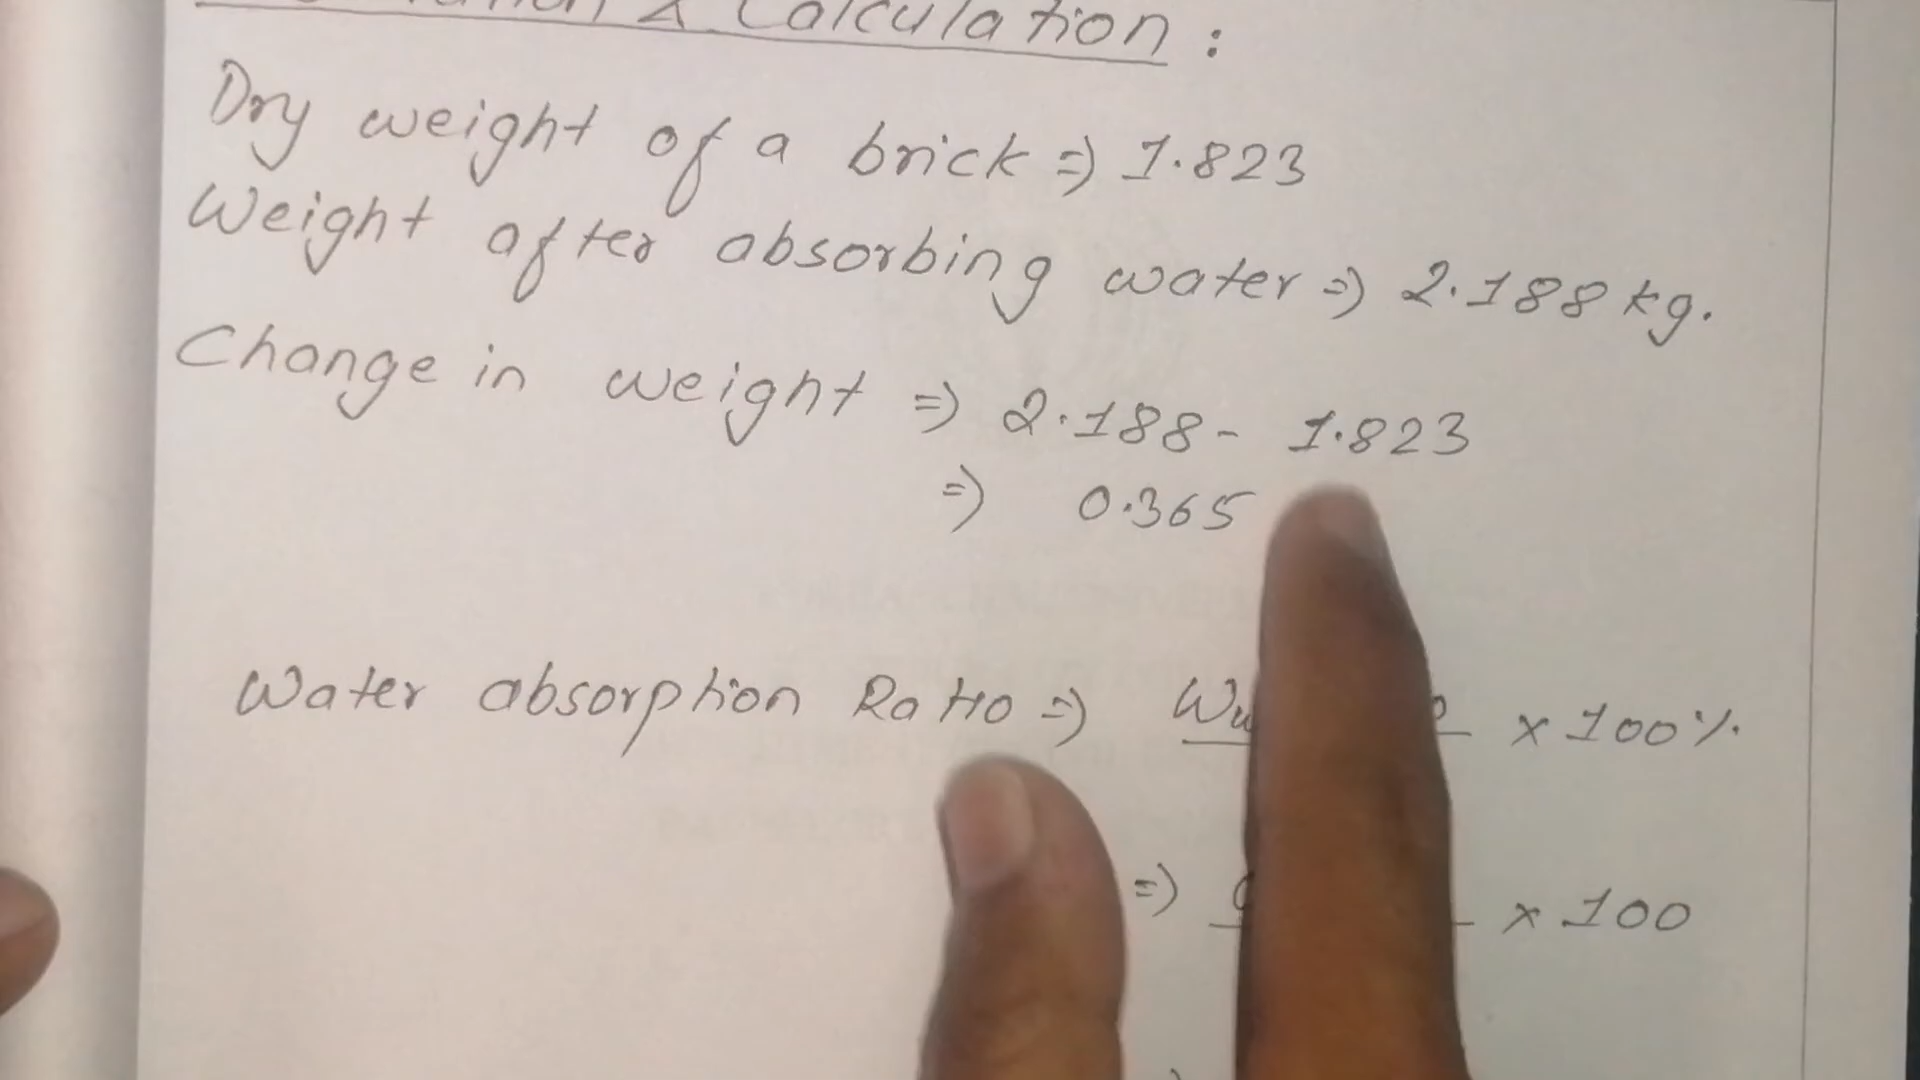 & Calculation :
Dry weight of a brick => 1.823
Weight after absorbing water => 2.188 kg.
Change in weight => 2.188 - 1.823
=> 0.365
Water absorption Ratio => x 100%.
=> x 100